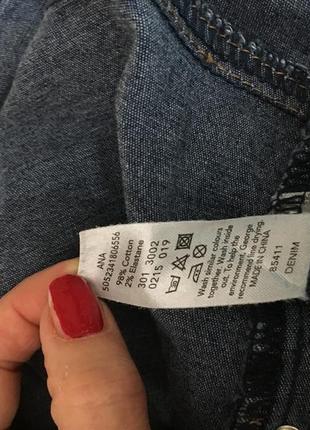 ANA
5052341806556
98% Cotton
2% Elastane
301 3002
0215 019
Wash similar colours
together. Wash inside
out. To help the
environment, George
recommend line drying.
MADE IN CHINA
85411
DENIM